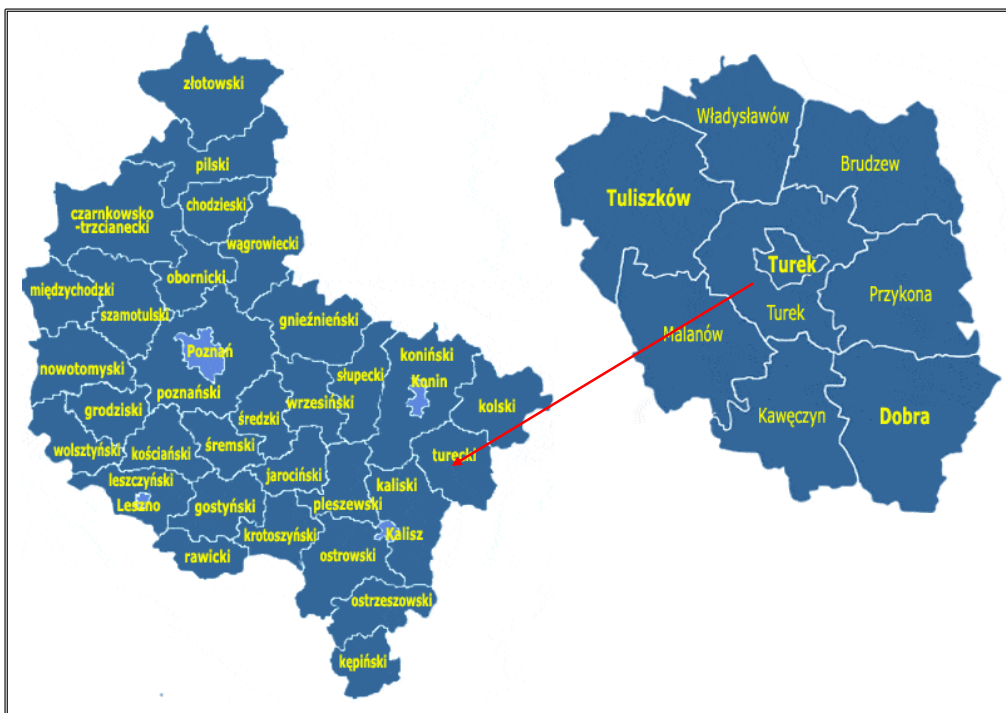 złotowski
pilski
chodzieski
czarnkowsko
-trzcianecki
wągrowiecki
obornicki
międzychodzki
szamotulski
gnieźnieński
Poznań
koniński
nowotomyski
słupecki
Konin
poznański
grodziski
wrzesiński
kolski
średzki
wolsztyński
kościański
śremski
turecki
leszczyński
jarociński
kaliski
Leszno
gostyński
pleszewski
krotoszyński
Kalisz
rawicki
ostrowski
ostrzeszowski
kępiński
Władysławów
Brudzew
Tuliszków
Turek
Przykona
Turek
Malanów
Kawęczyn
Dobra